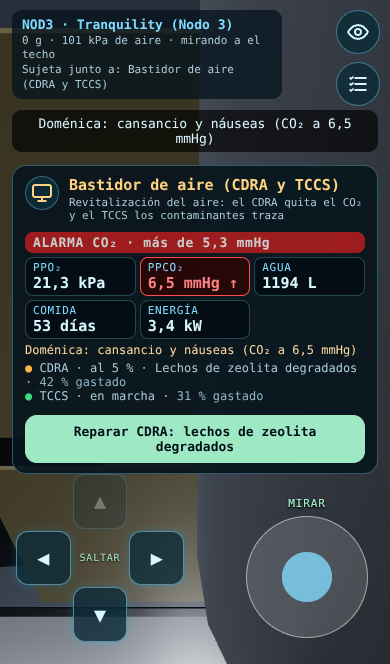 NOD3 · Tranquility (Nodo 3)
0 g · 101 kPa de aire · mirando a el
techo
Sujeta junto a: Bastidor de aire
(CDRA y TCCS)
Doménica: cansancio y náuseas (CO₂ a 6,5
mmHg)
Bastidor de aire (CDRA y TCCS)
Revitalización del aire: el CDRA quita el CO₂
y el TCCS los contaminantes traza
ALARMA CO₂ · más de 5,3 mmHg
PPO₂
21,3 kPa
PPCO₂
6,5 mmHg ↑
AGUA
1194 L
COMIDA
53 días
ENERGÍA
3,4 kW
Doménica: cansancio y náuseas (CO₂ a 6,5 mmHg)
● CDRA · al 5 % · Lechos de zeolita degradados
· 42 % gastado
● TCCS · en marcha · 31 % gastado
Reparar CDRA: lechos de zeolita
degradados
▲
MIRAR
◀ SALTAR ▶
▼